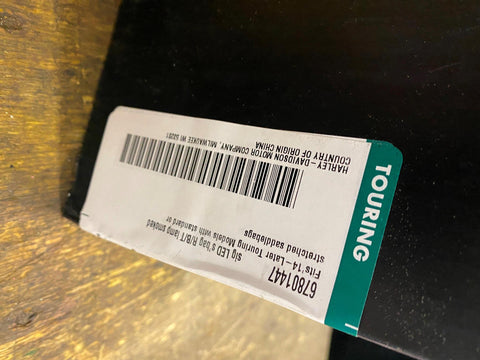 TOURING
67801447
sig LED s'bag R/B/T lamp smoked
Fits '14-Later Touring Models with standard or
stretched saddlebags
HARLEY-DAVIDSON MOTOR COMPANY, MILWAUKEE WI 53201
COUNTRY OF ORIGIN CHINA